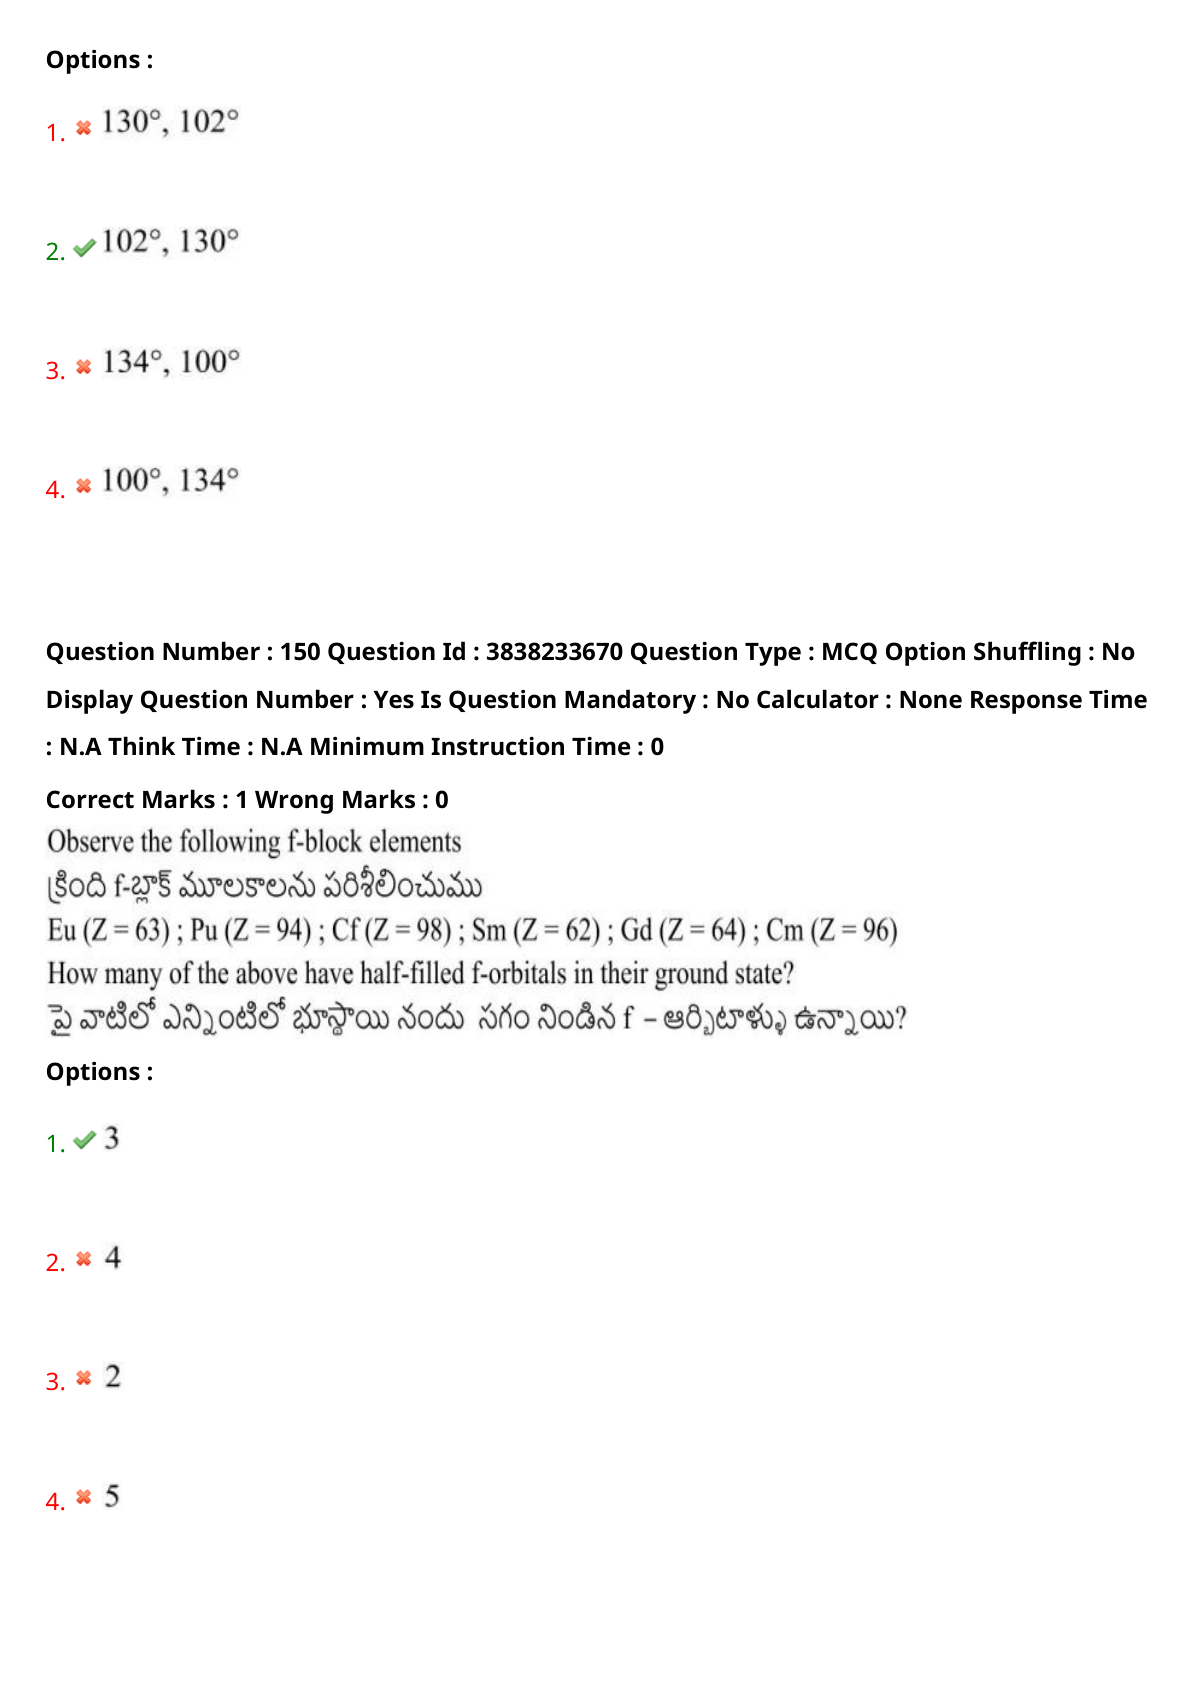 Options :
1. 130°, 102°
2. 102°, 130°
3. 134°, 100°
4. 100°, 134°
Question Number : 150 Question Id : 3838233670 Question Type : MCQ Option Shuffling : No
Display Question Number : Yes Is Question Mandatory : No Calculator : None Response Time
: N.A Think Time : N.A Minimum Instruction Time : 0
Correct Marks : 1 Wrong Marks : 0
Observe the following f-block elements
క్రింది f-బ్లాక్ మూలకాలను పరిశీలించుము
Eu (Z = 63) ; Pu (Z = 94) ; Cf (Z = 98) ; Sm (Z = 62) ; Gd (Z = 64) ; Cm (Z = 96)
How many of the above have half-filled f-orbitals in their ground state?
పై వాటిలో ఎన్నింటిలో భూస్థాయి నందు సగం నిండిన f – ఆర్బిటాళ్ళు ఉన్నాయి?
Options :
1. 3
2. 4
3. 2
4. 5